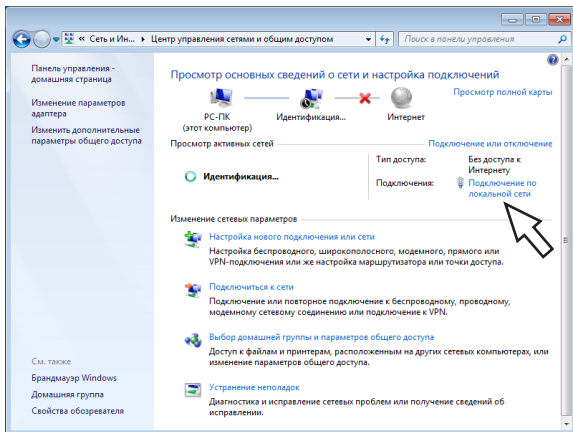 « Сеть и Ин... ▸ Центр управления сетями и общим доступом
Поиск в панели управления
Панель управления -
домашняя страница
Изменение параметров
адаптера
Изменить дополнительные
параметры общего доступа
Просмотр основных сведений о сети и настройка подключений
Просмотр полной карты
PC-ПК
(этот компьютер)
Идентификация...
Интернет
Просмотр активных сетей
Подключение или отключение
Идентификация...
Тип доступа:
Без доступа к
Интернету
Подключения:
Подключение по
локальной сети
Изменение сетевых параметров
Настройка нового подключения или сети
Настройка беспроводного, широкополосного, модемного, прямого или
VPN-подключения или же настройка маршрутизатора или точки доступа.
Подключиться к сети
Подключение или повторное подключение к беспроводному, проводному,
модемному сетевому соединению или подключение к VPN.
Выбор домашней группы и параметров общего доступа
Доступ к файлам и принтерам, расположенным на других сетевых компьютерах, или
изменение параметров общего доступа.
Устранение неполадок
Диагностика и исправление сетевых проблем или получение сведений об
исправлении.
См. также
Брандмауэр Windows
Домашняя группа
Свойства обозревателя